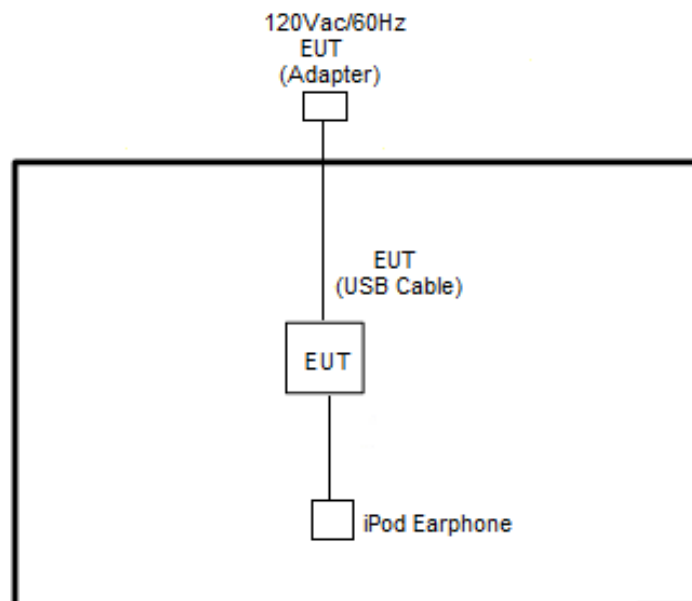 120Vac/60Hz
EUT
(Adapter)
EUT
(USB Cable)
EUT
iPod Earphone